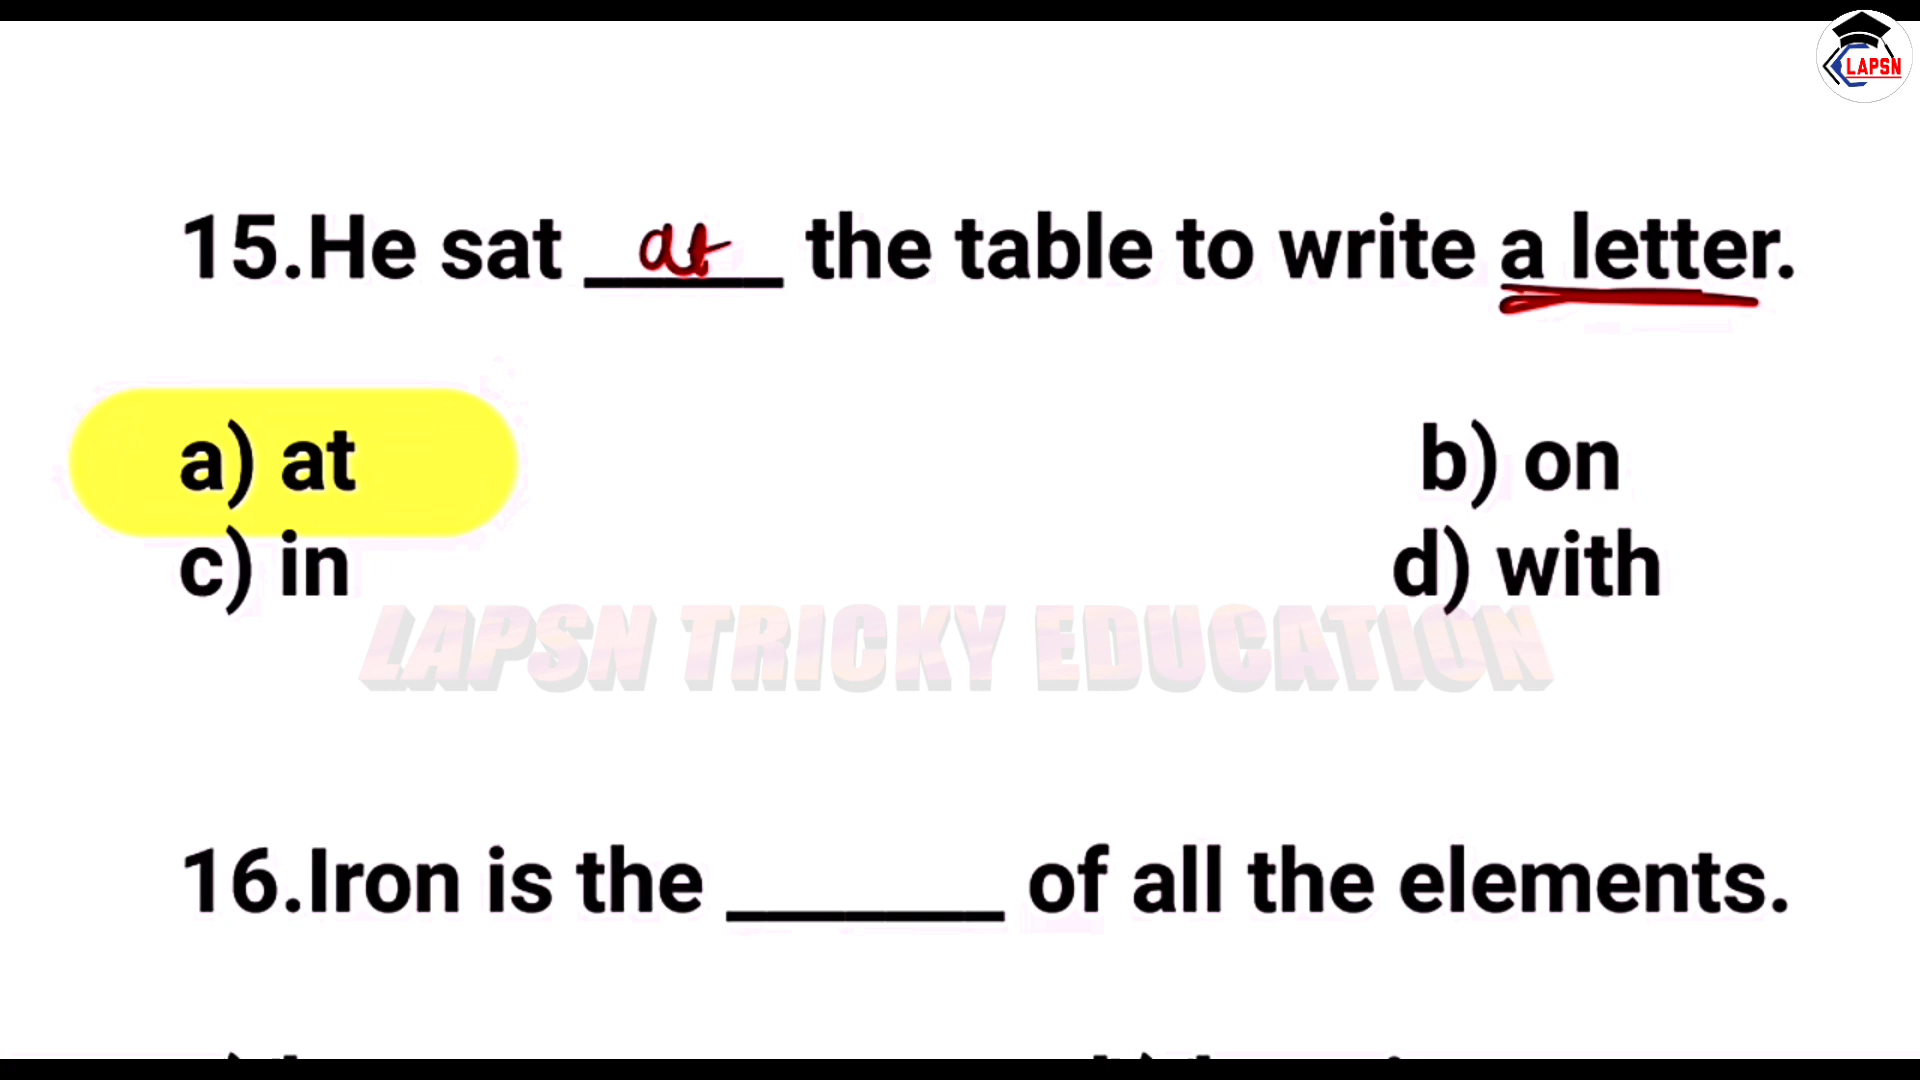 LAPSN
15.He sat at the table to write a letter.
a) at
b) on
c) in
d) with
LAPSN TRICKY EDUCATION
16.Iron is the ______ of all the elements.